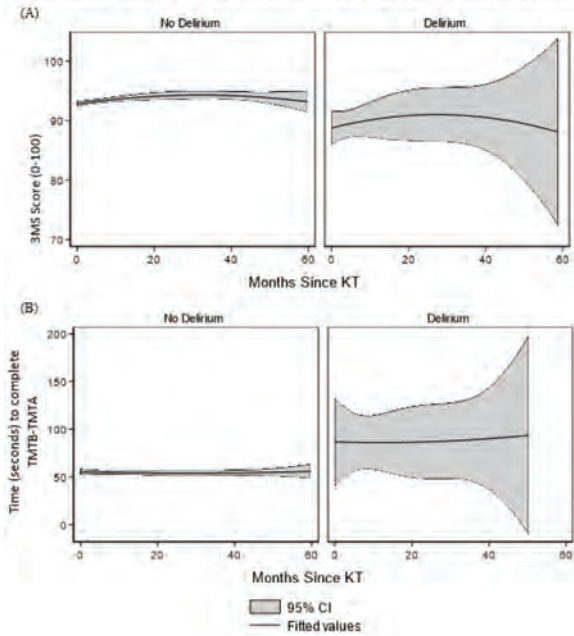 (A)
No Delirium
Delirium
3MS Score (0-100)
100
90
80
70
0
20
40
60
0
20
40
60
Months Since KT
(B)
No Delirium
Delirium
Time (seconds) to complete
TMTB-TMTA
200
150
100
50
0
0
20
40
60
0
20
40
60
Months Since KT
95% CI
Fitted values